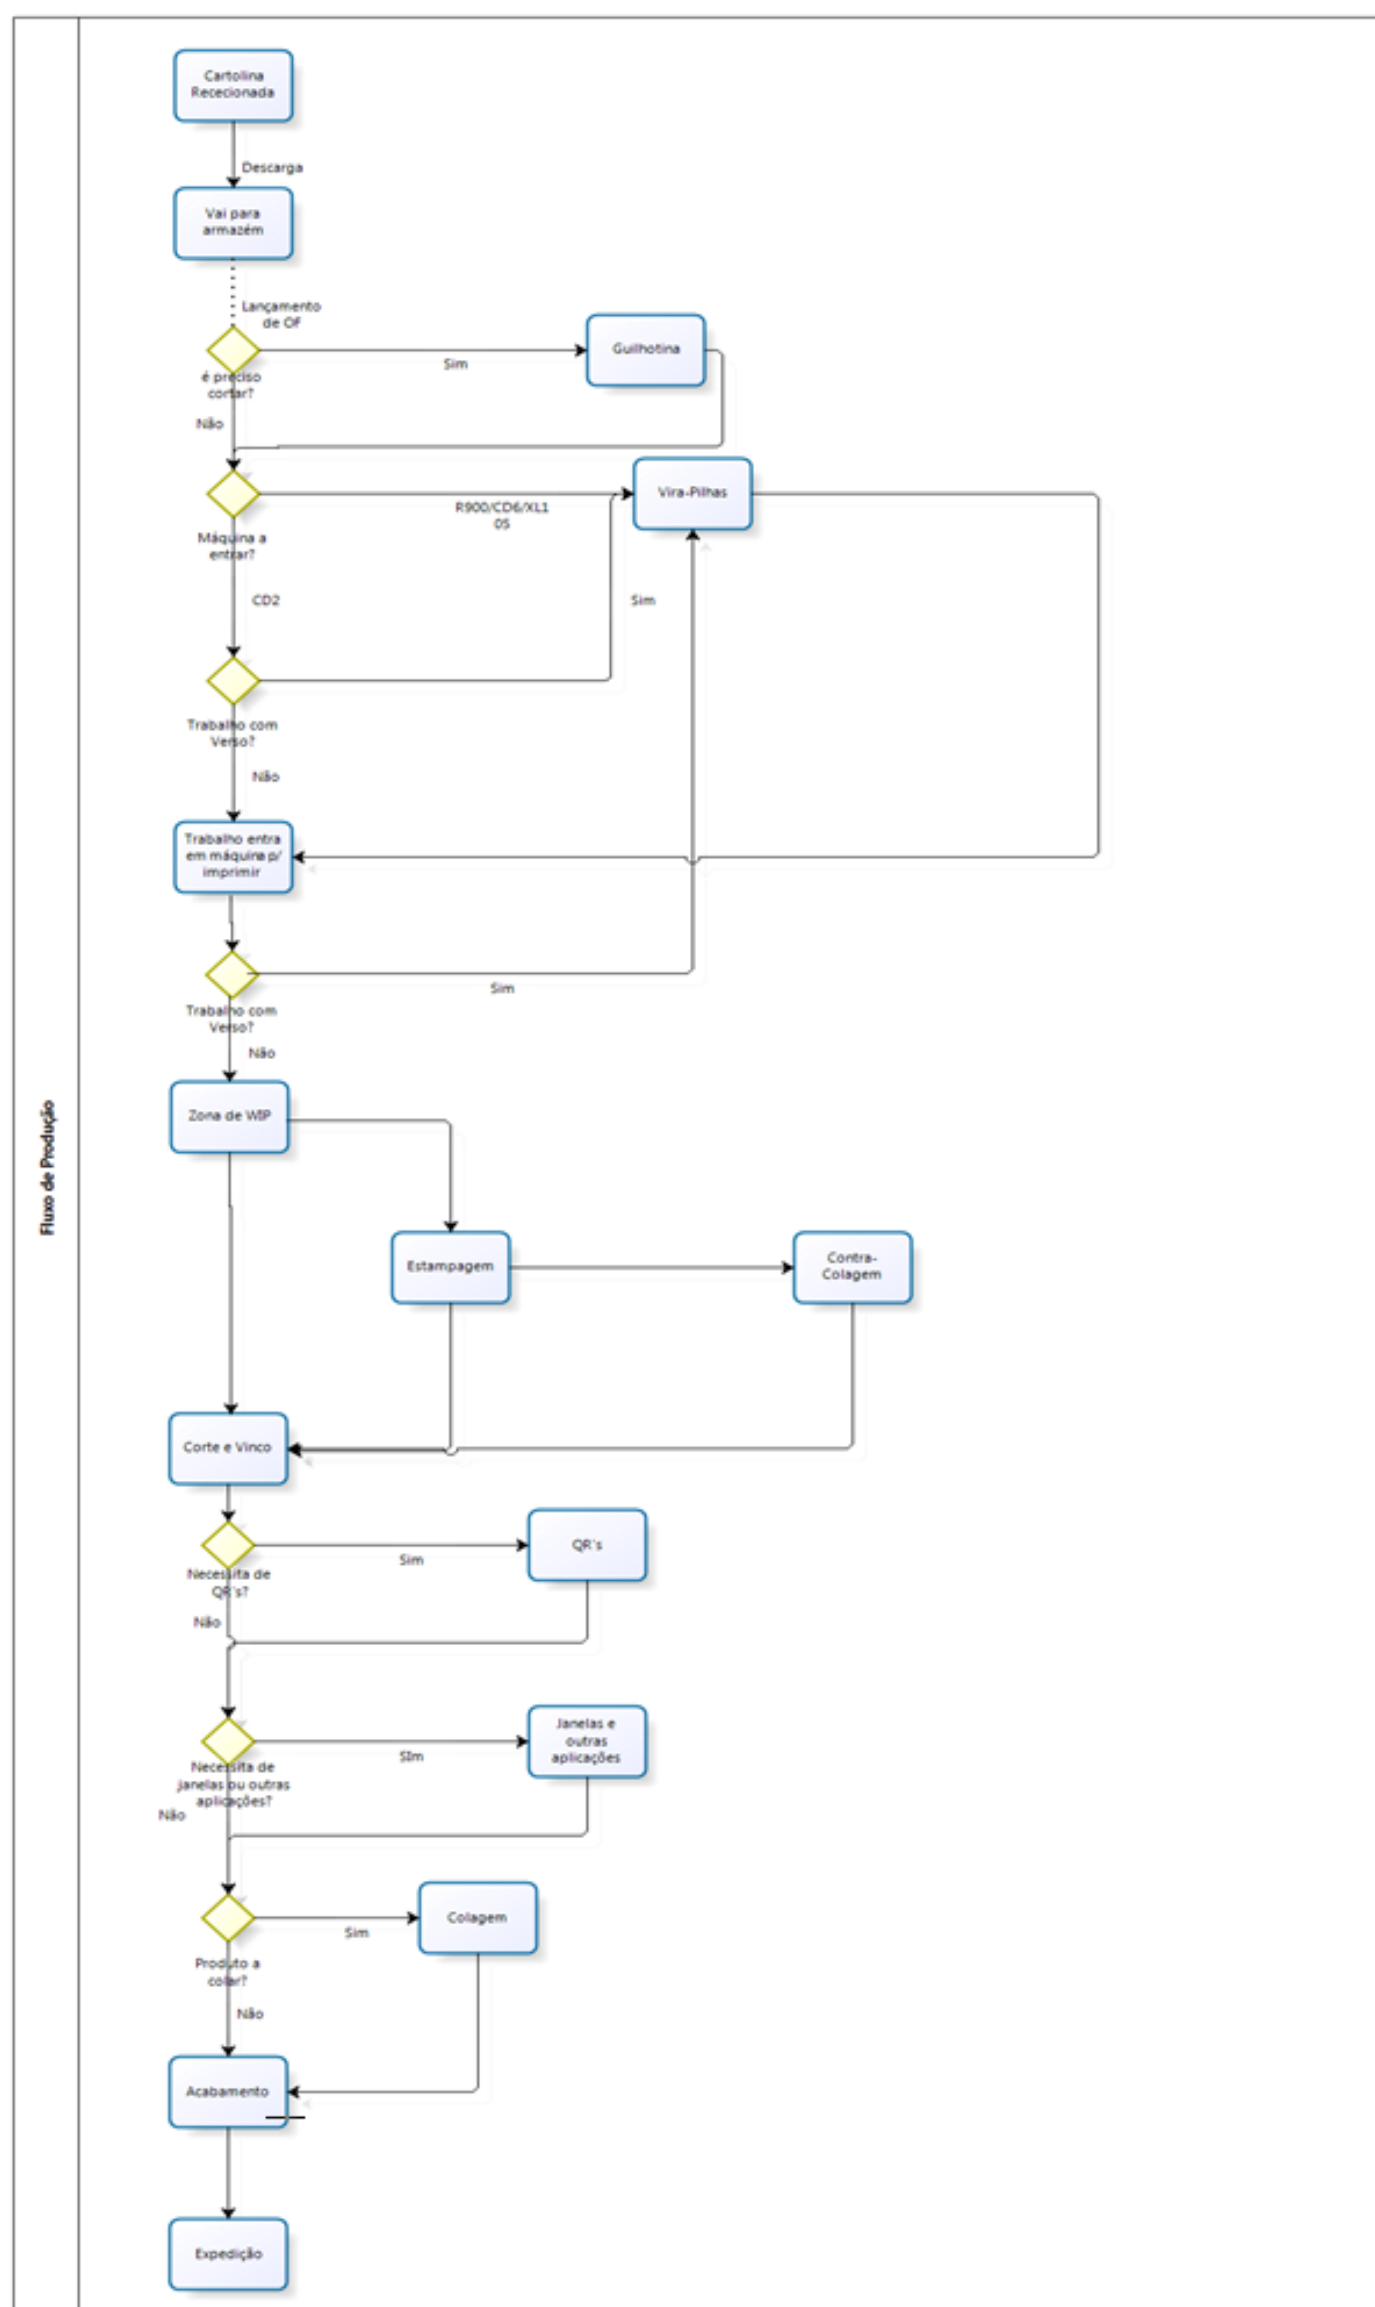 Cartolina
Rececionada
Descarga
Vai para
armazém
Lançamento
de OF
é preciso
cortar?
Sim
Guilhotina
Não
Máquina a
entrar?
R900/CD6/XL1
05
Vira-Pilhas
CD2
Sim
Trabalho com
Verso?
Não
Trabalho entra
em máquina p/
imprimir
Trabalho com
Verso?
Sim
Não
Zona de WIP
Estampagem
Contra-
Colagem
Corte e Vinco
Necessita de
QR's?
Sim
QR's
Não
Necessita de
janelas ou outras
aplicações?
SIm
Janelas e
outras
aplicações
Não
Produto a
colar?
Sim
Colagem
Não
Acabamento
Expedição
Fluxo de Produção